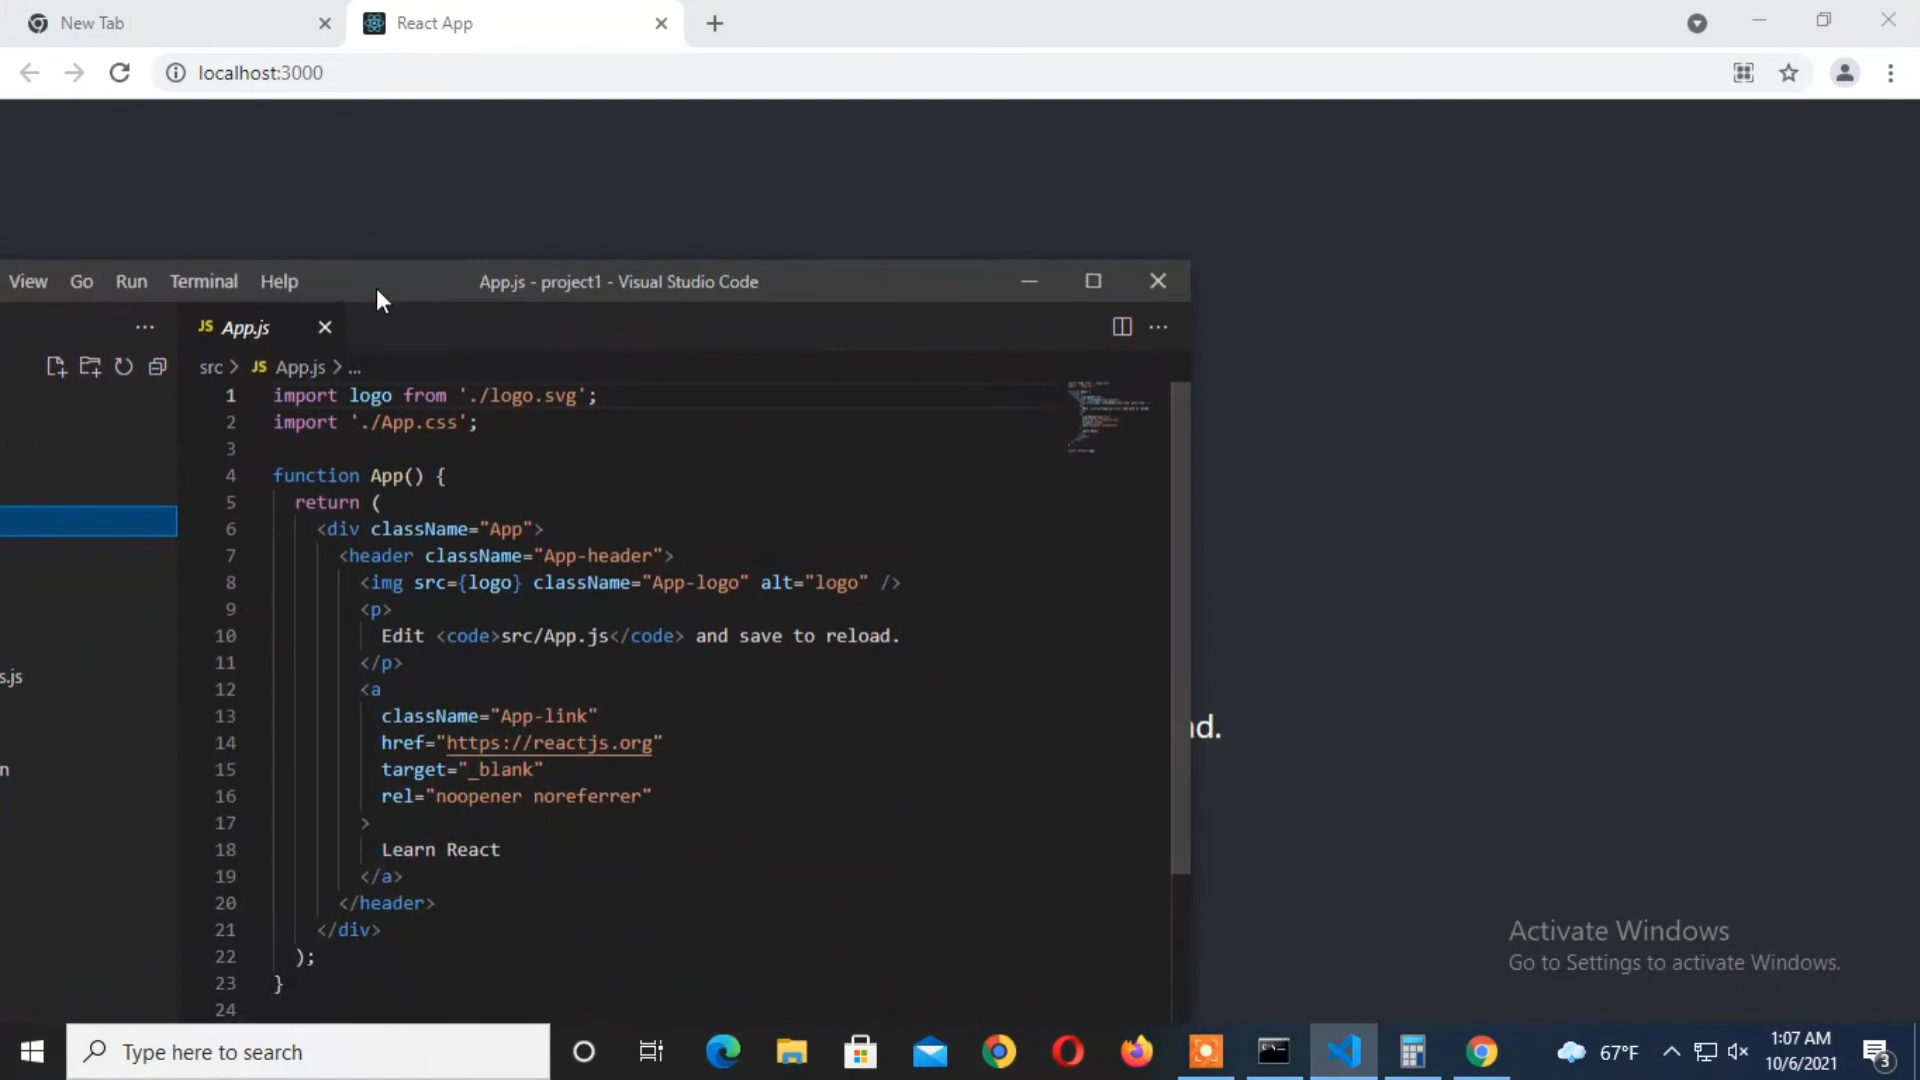 New Tab
React App
localhost:3000
View Go Run Terminal Help
App.js - project1 - Visual Studio Code
JS App.js
src > JS App.js > ...
1 import logo from './logo.svg';
2 import './App.css';
3
4 function App() {
5 return (
6 <div className="App">
7 <header className="App-header">
8 <img src={logo} className="App-logo" alt="logo" />
9 <p>
10 Edit <code>src/App.js</code> and save to reload.
11 </p>
12 <a
13 className="App-link"
14 href="https://reactjs.org"
15 target="_blank"
16 rel="noopener noreferrer"
17 >
18 Learn React
19 </a>
20 </header>
21 </div>
22 );
23 }
24
s.js
n
d.
Activate Windows
Go to Settings to activate Windows.
Type here to search
67°F
1:07 AM
10/6/2021
3